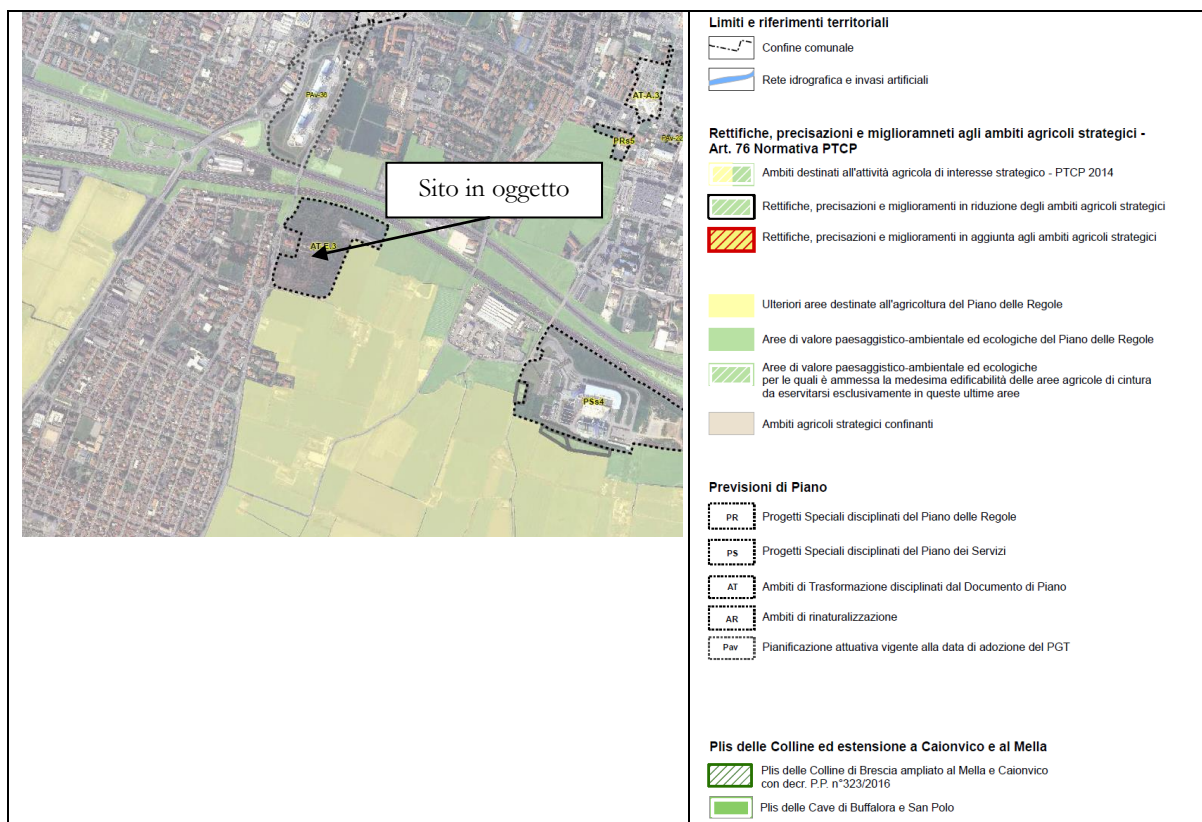 PAv-30
AT-A.3
PRs5
Sito in oggetto
AT-E.3
PSs4
Limiti e riferimenti territoriali
Confine comunale
Rete idrografica e invasi artificiali
Rettifiche, precisazioni e miglioramneti agli ambiti agricoli strategici -
Art. 76 Normativa PTCP
Ambiti destinati all'attività agricola di interesse strategico - PTCP 2014
Rettifiche, precisazioni e miglioramenti in riduzione degli ambiti agricoli strategici
Rettifiche, precisazioni e miglioramenti in aggiunta agli ambiti agricoli strategici
Ulteriori aree destinate all'agricoltura del Piano delle Regole
Aree di valore paesaggistico-ambientale ed ecologiche del Piano delle Regole
Aree di valore paesaggistico-ambientale ed ecologiche
per le quali è ammessa la medesima edificabilità delle aree agricole di cintura
da eservitarsi esclusivamente in queste ultime aree
Ambiti agricoli strategici confinanti
Previsioni di Piano
PR Progetti Speciali disciplinati del Piano delle Regole
PS Progetti Speciali disciplinati del Piano dei Servizi
AT Ambiti di Trasformazione disciplinati dal Documento di Piano
AR Ambiti di rinaturalizzazione
Pav Pianificazione attuativa vigente alla data di adozione del PGT
Plis delle Colline ed estensione a Caionvico e al Mella
Plis delle Colline di Brescia ampliato al Mella e Caionvico
con decr. P.P. n°323/2016
Plis delle Cave di Buffalora e San Polo